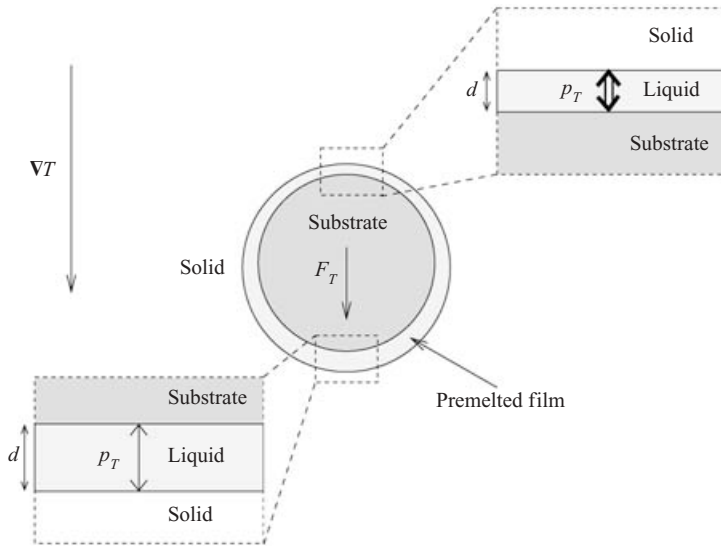 Solid
d
p_T
Liquid
Substrate
∇T
Substrate
Solid
F_T
Premelted film
Substrate
d
p_T
Liquid
Solid